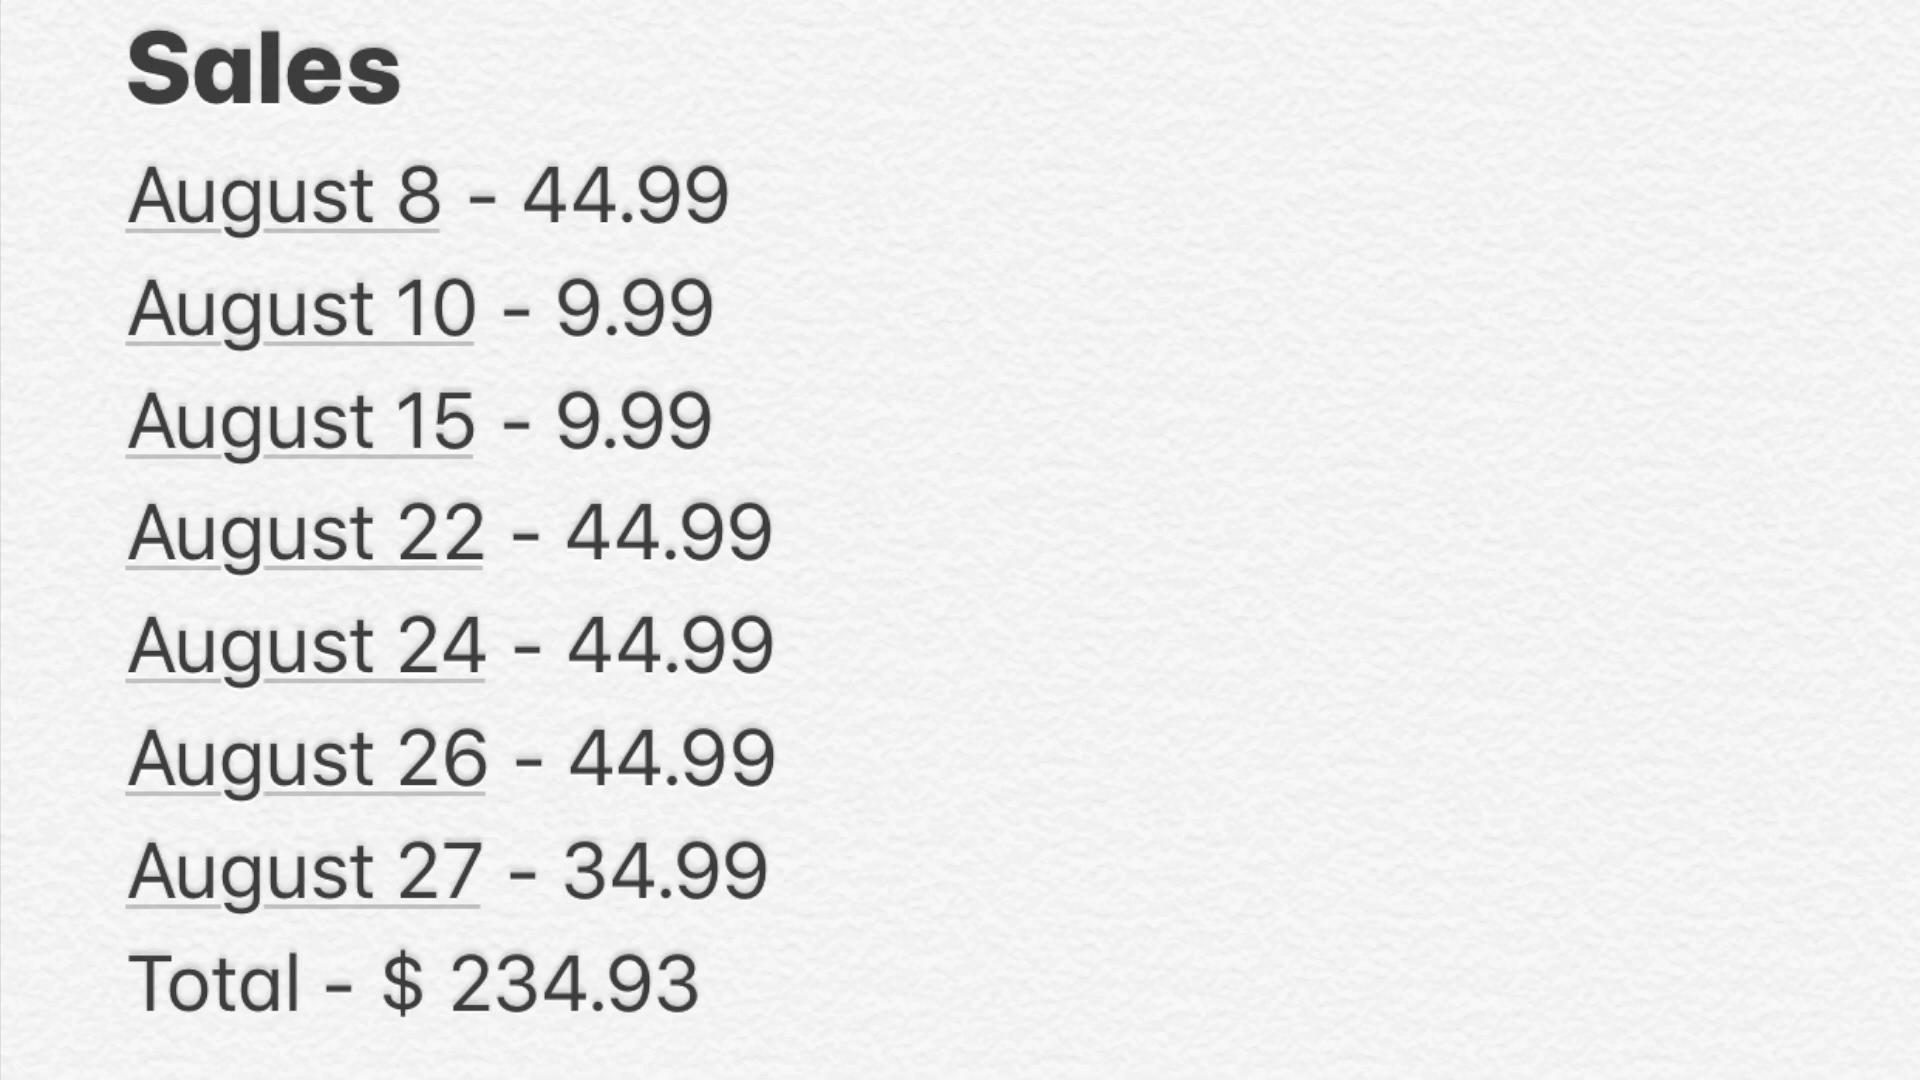 Sales
August 8 - 44.99
August 10 - 9.99
August 15 - 9.99
August 22 - 44.99
August 24 - 44.99
August 26 - 44.99
August 27 - 34.99
Total - $ 234.93